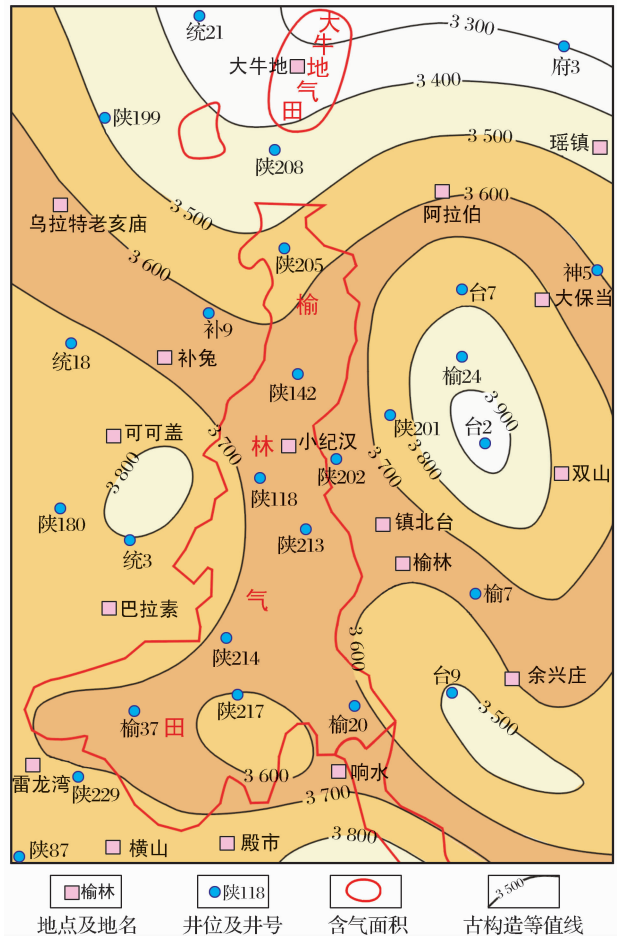 统21
大牛地气田
3 300
大牛地
府3
3 400
陕199
3 500
瑶镇
陕208
3 600
乌拉特老亥庙
3 500
阿拉伯
3 600
陕205
神5
台7
大保当
榆林气田
补9
统18
补兔
榆24
陕142
3 900
陕201
台2
可可盖
3 700
小纪汉
3 800
3 700
3 800
陕202
双山
陕118
陕180
镇北台
统3
陕213
榆林
榆7
巴拉素
3 600
陕214
台9
余兴庄
榆37
陕217
榆20
3 500
雷龙湾
陕229
3 600
响水
3 700
3 800
陕87
横山
殿市
榆林
陕118
3 500
地点及地名
井位及井号
含气面积
古构造等值线